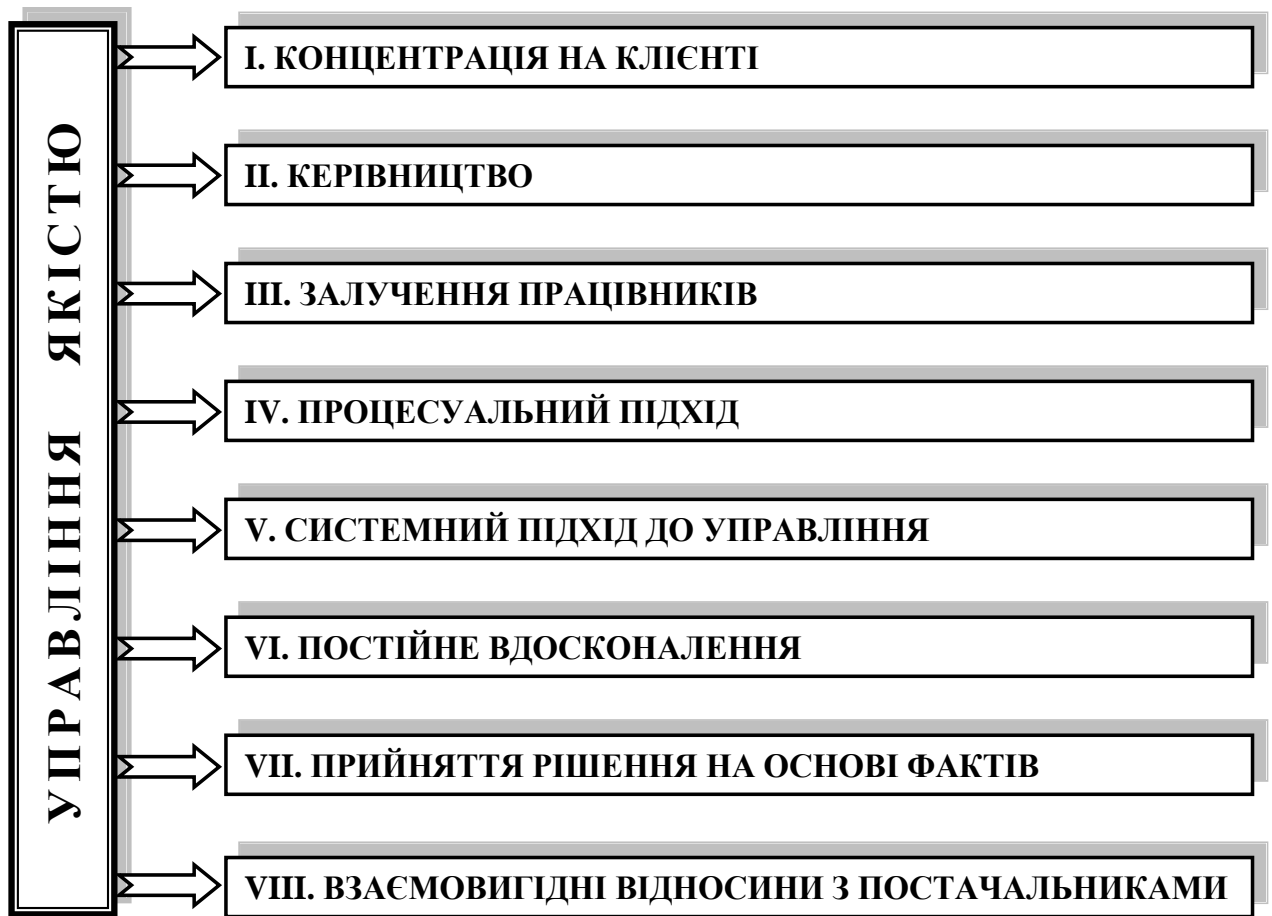 УПРАВЛІННЯ ЯКІСТЮ
I. КОНЦЕНТРАЦІЯ НА КЛІЄНТІ
II. КЕРІВНИЦТВО
III. ЗАЛУЧЕННЯ ПРАЦІВНИКІВ
IV. ПРОЦЕСУАЛЬНИЙ ПІДХІД
V. СИСТЕМНИЙ ПІДХІД ДО УПРАВЛІННЯ
VI. ПОСТІЙНЕ ВДОСКОНАЛЕННЯ
VII. ПРИЙНЯТТЯ РІШЕННЯ НА ОСНОВІ ФАКТІВ
VIII. ВЗАЄМОВИГІДНІ ВІДНОСИНИ З ПОСТАЧАЛЬНИКАМИ